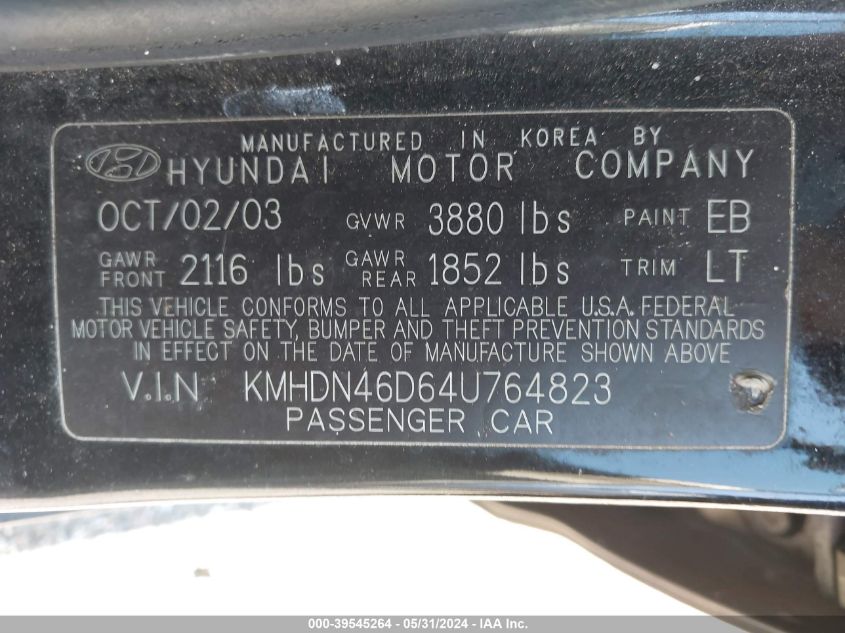 MANUFACTURED IN KOREA BY
HYUNDAI MOTOR COMPANY
OCT/02/03 GVWR 3880 lbs PAINT EB
GAWR FRONT 2116 lbs GAWR REAR 1852 lbs TRIM LT
THIS VEHICLE CONFORMS TO ALL APPLICABLE U.S.A. FEDERAL
MOTOR VEHICLE SAFETY, BUMPER AND THEFT PREVENTION STANDARDS
IN EFFECT ON THE DATE OF MANUFACTURE SHOWN ABOVE
V.I.N KMHDN46D64U764823
PASSENGER CAR
000-39545264 - 05/31/2024 - IAA Inc.